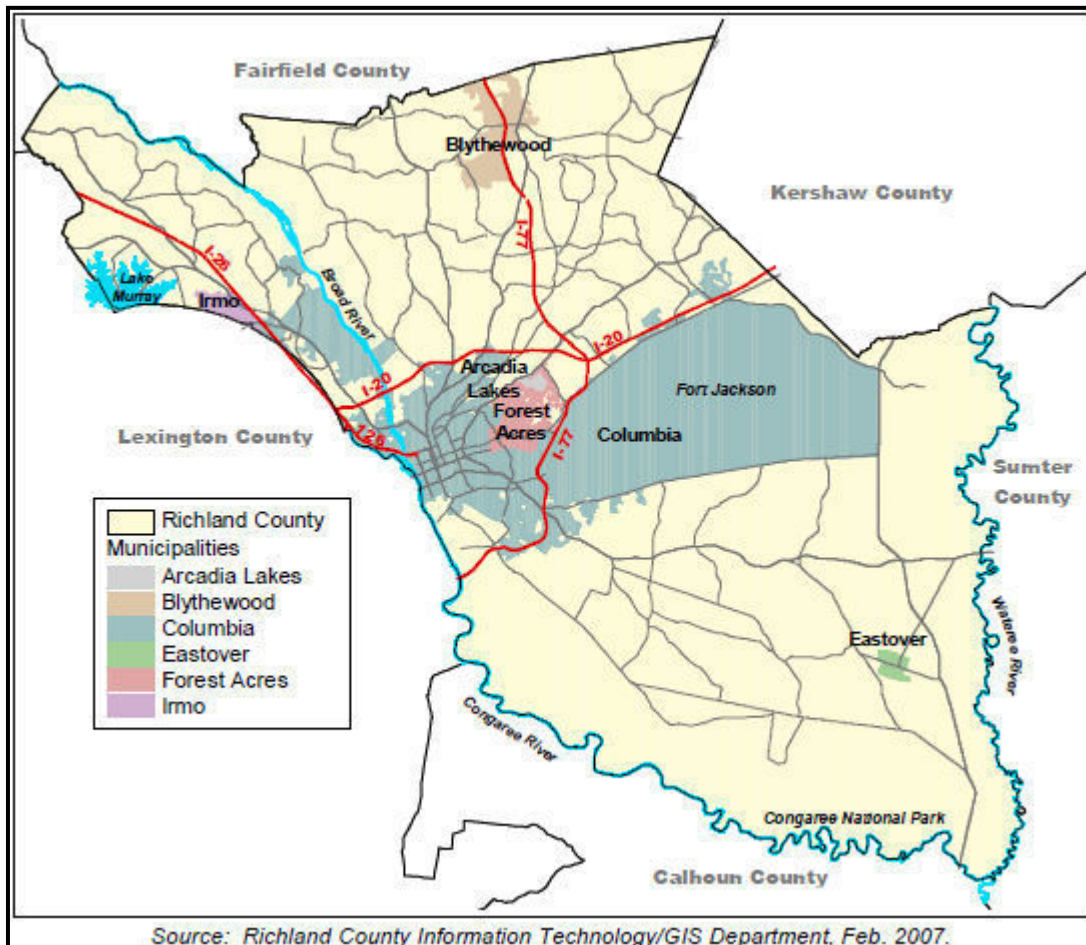 Fairfield County
Blythewood
Kershaw County
I-77
I-26
Lake
Murray
Irmo
Broad River
I-20
I-20
Arcadia
Lakes
Fort Jackson
Forest
Acres
Columbia
I-77
126
Lexington County
Sumter
County
Richland County
Municipalities
Arcadia Lakes
Blythewood
Columbia
Eastover
Forest Acres
Irmo
Eastover
Wateree River
Congaree River
Congaree National Park
Calhoun County
Source: Richland County Information Technology/GIS Department, Feb. 2007.